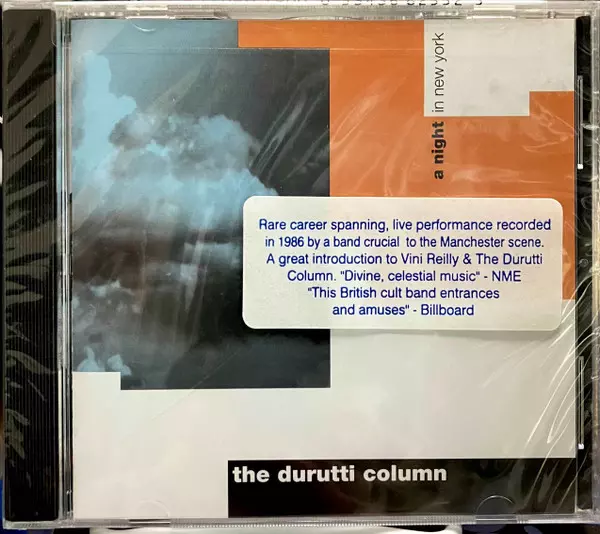 a night in new york
Rare career spanning, live performance recorded
in 1986 by a band crucial to the Manchester scene.
A great introduction to Vini Reilly & The Durutti
Column. "Divine, celestial music" - NME
"This British cult band entrances
and amuses" - Billboard
the durutti column